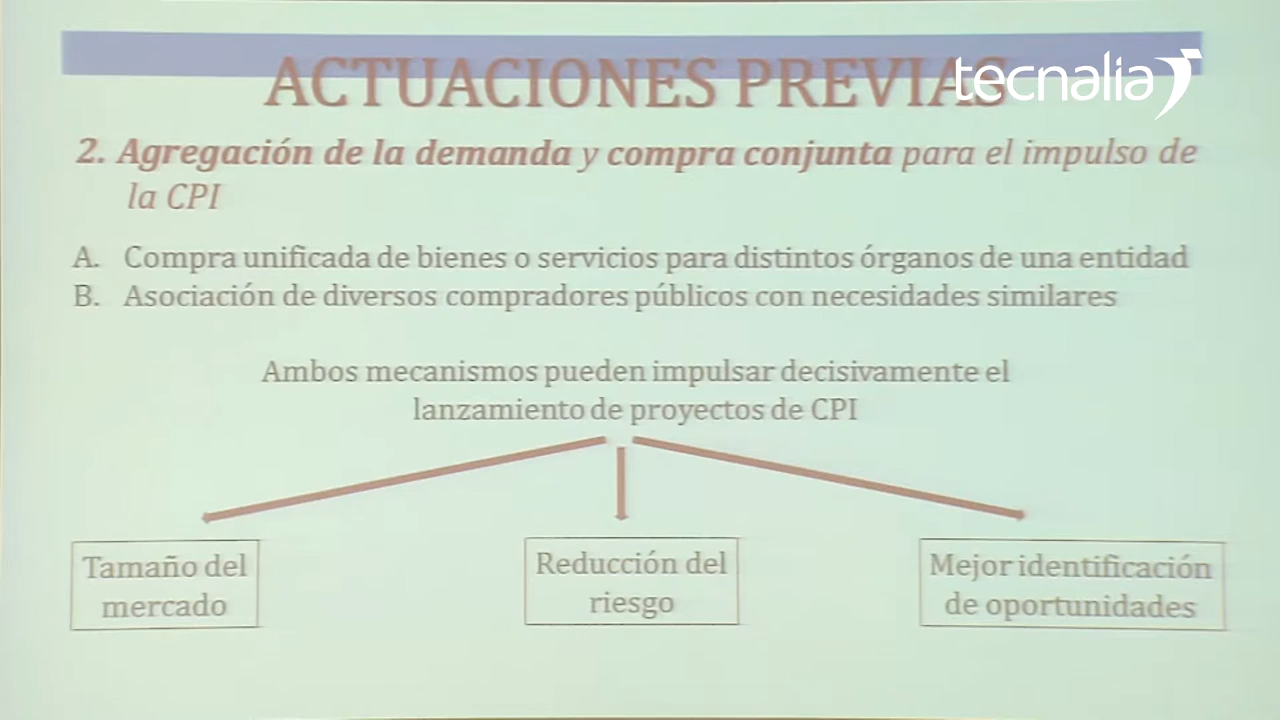 ACTUACIONES PREVIAS
tecnalia
2. Agregación de la demanda y compra conjunta para el impulso de
la CPI
A. Compra unificada de bienes o servicios para distintos órganos de una entidad
B. Asociación de diversos compradores públicos con necesidades similares
Ambos mecanismos pueden impulsar decisivamente el
lanzamiento de proyectos de CPI
Tamaño del
mercado
Reducción del
riesgo
Mejor identificación
de oportunidades